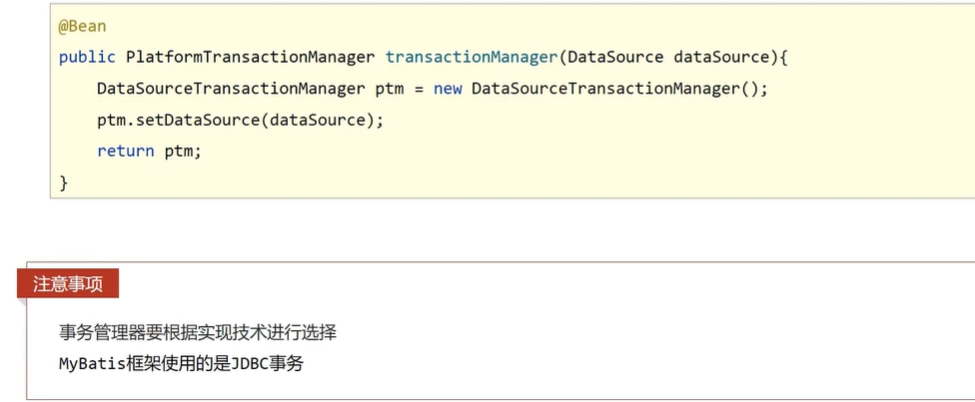 @Bean
public PlatformTransactionManager transactionManager(DataSource dataSource){
    DataSourceTransactionManager ptm = new DataSourceTransactionManager();
    ptm.setDataSource(dataSource);
    return ptm;
}
注意事项
事务管理器要根据实现技术进行选择
MyBatis框架使用的是JDBC事务